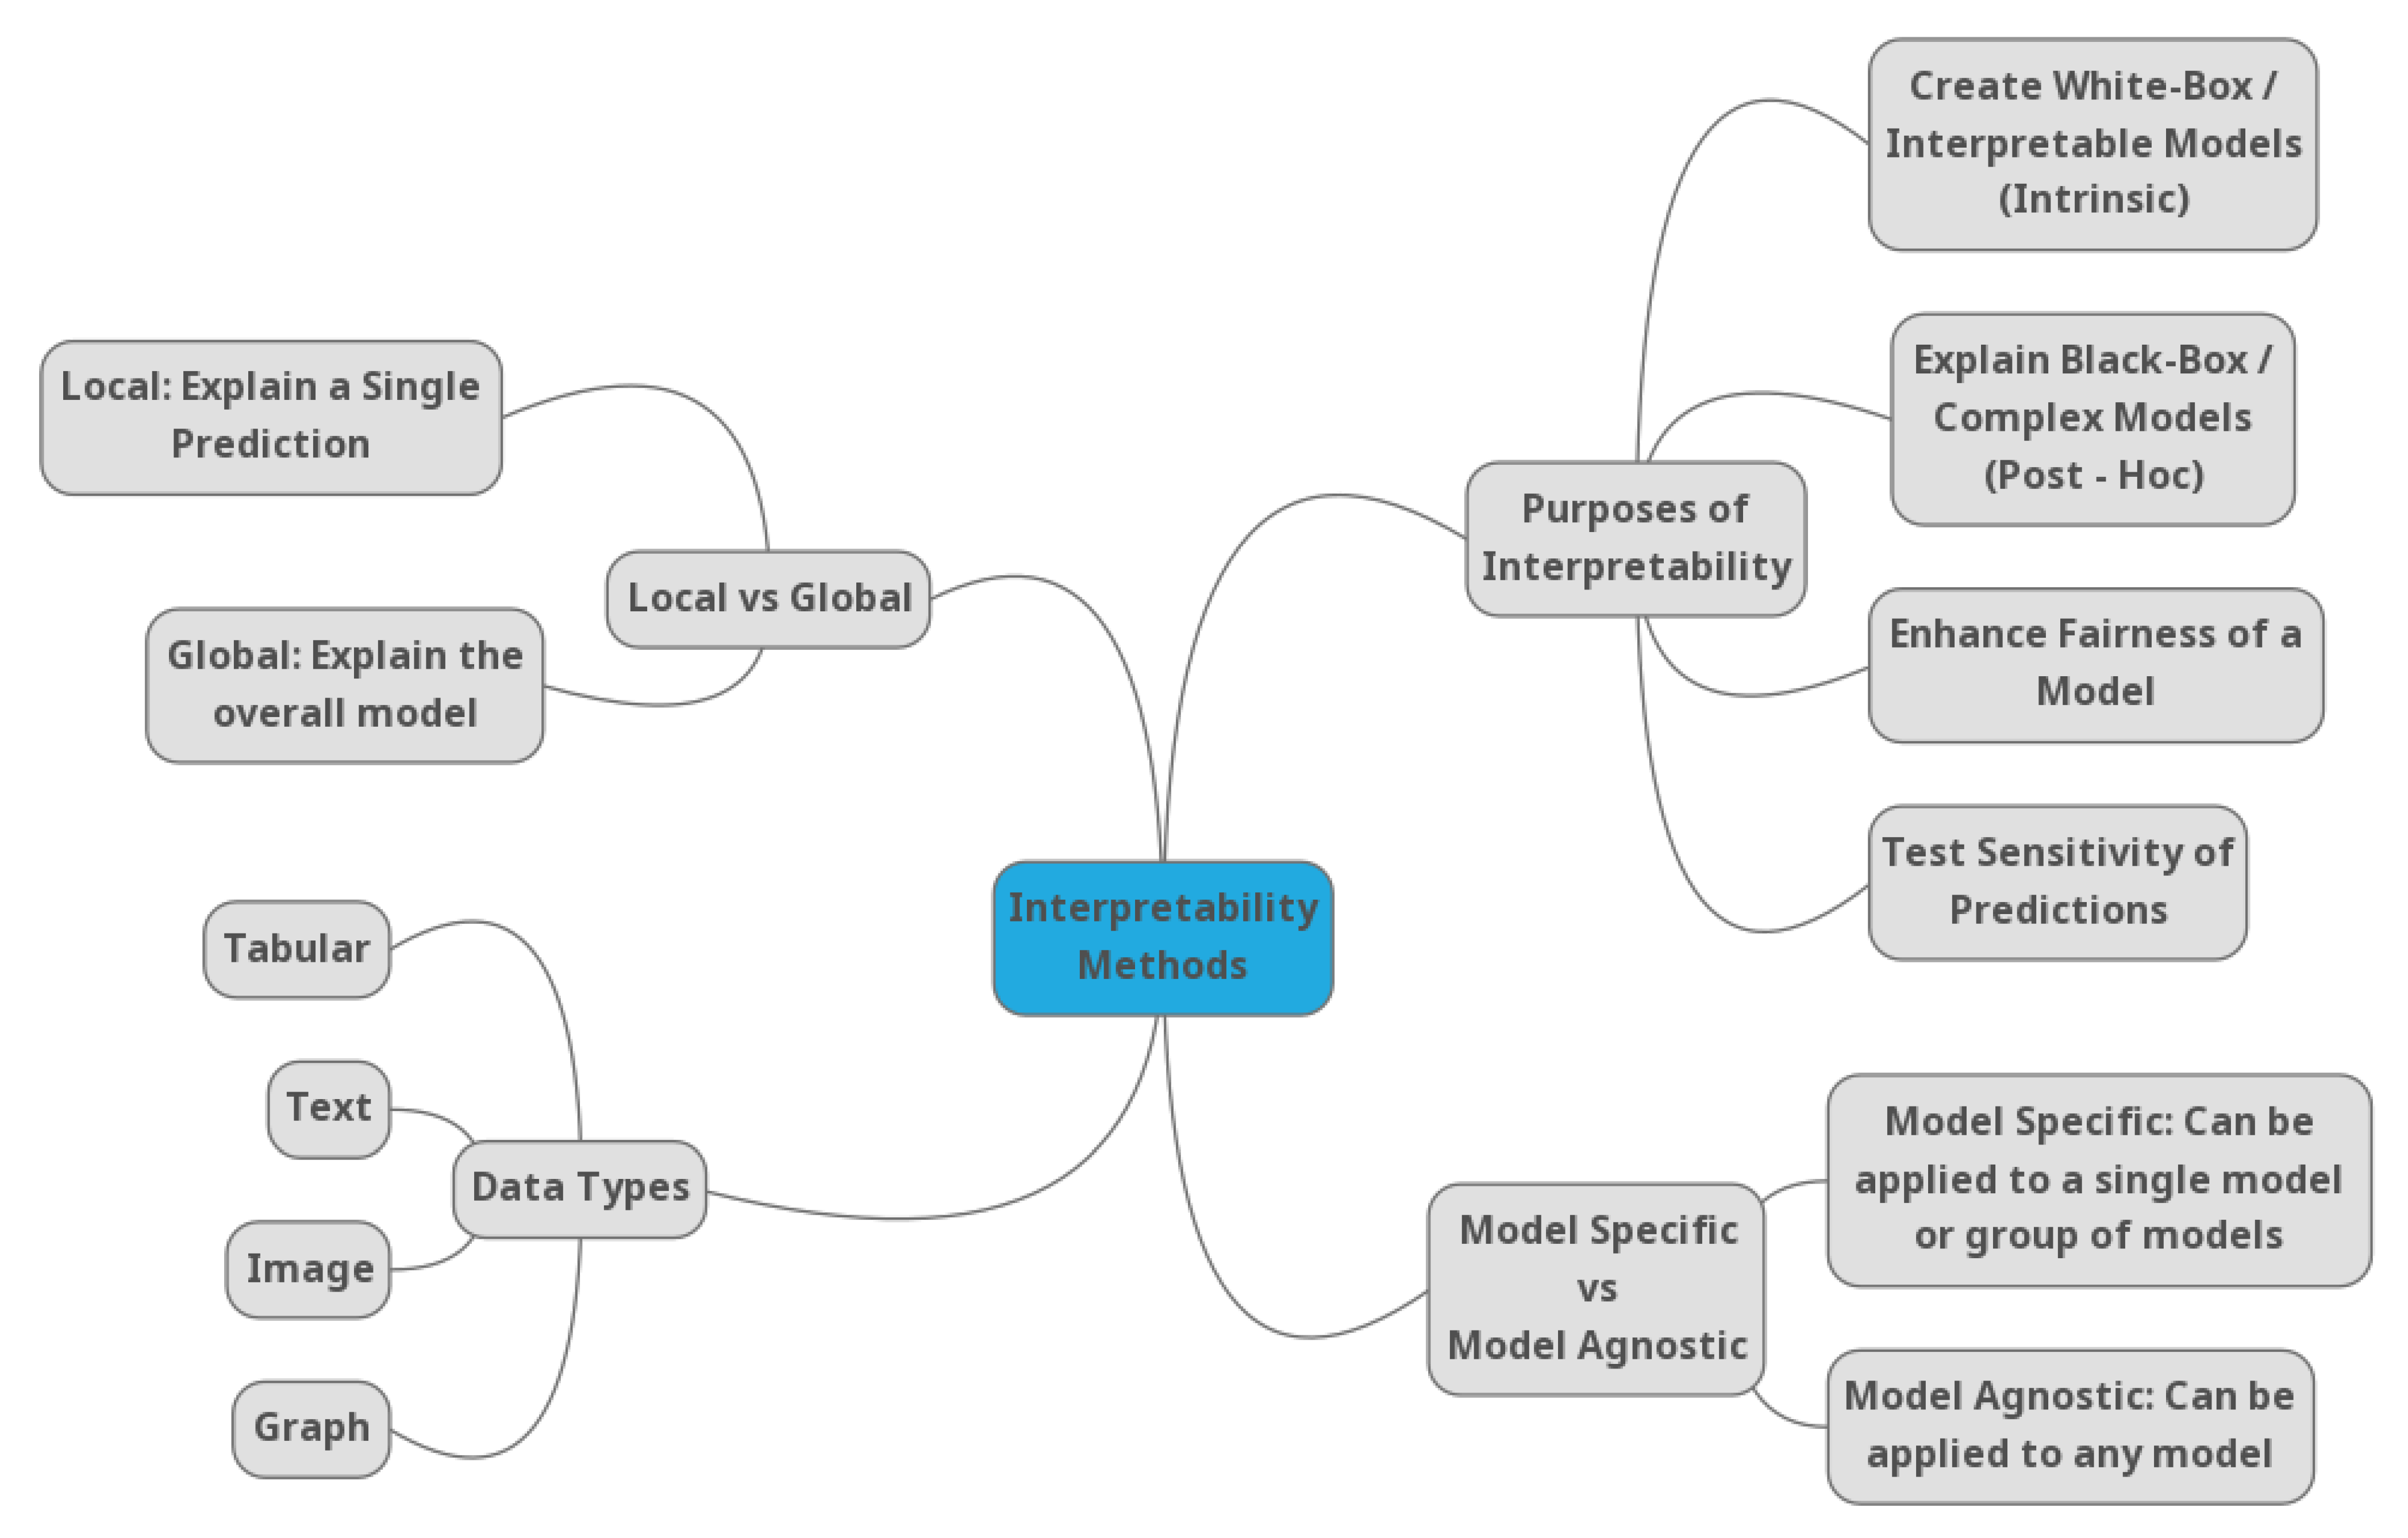 Interpretability
Methods
Purposes of
Interpretability
Create White-Box /
Interpretable Models
(Intrinsic)
Explain Black-Box /
Complex Models
(Post - Hoc)
Enhance Fairness of a
Model
Test Sensitivity of
Predictions
Model Specific
vs
Model Agnostic
Model Specific: Can be
applied to a single model
or group of models
Model Agnostic: Can be
applied to any model
Local vs Global
Local: Explain a Single
Prediction
Global: Explain the
overall model
Data Types
Tabular
Text
Image
Graph